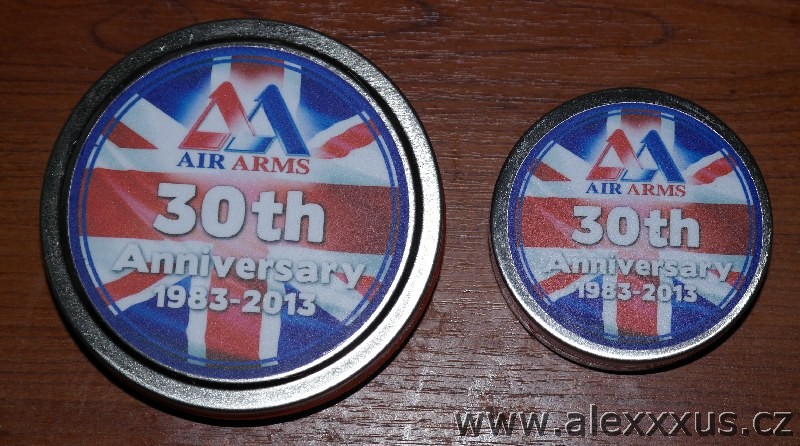 AIR ARMS
30th
Anniversary
1983-2013
AIR ARMS
30th
Anniversary
1983-2013
www.alexxxus.cz